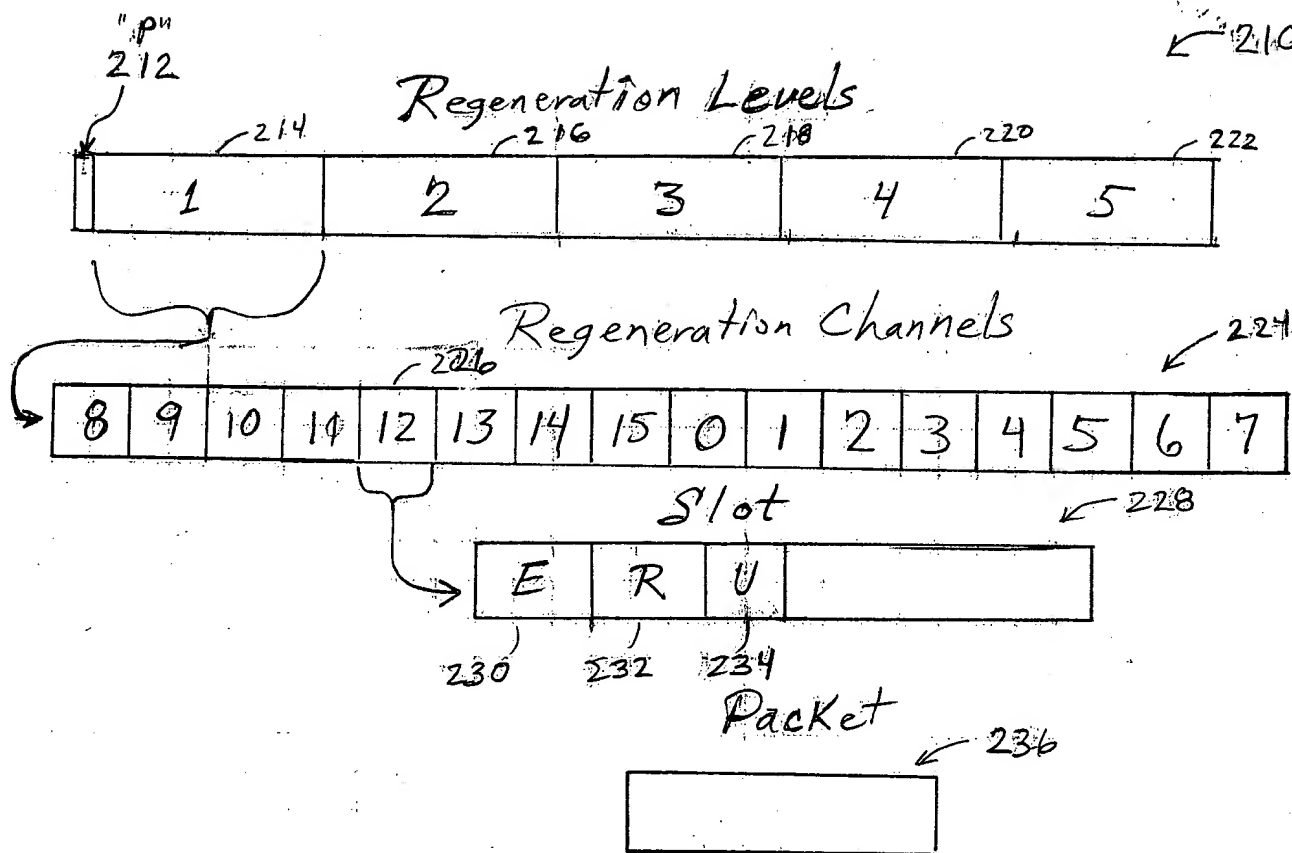 "P"
212
210
Regeneration Levels
214 216 218 220 222
1 2 3 4 5
Regeneration Channels
224
226
8 9 10 11 12 13 14 15 0 1 2 3 4 5 6 7
Slot
228
E R U
230 232 234
Packet
236